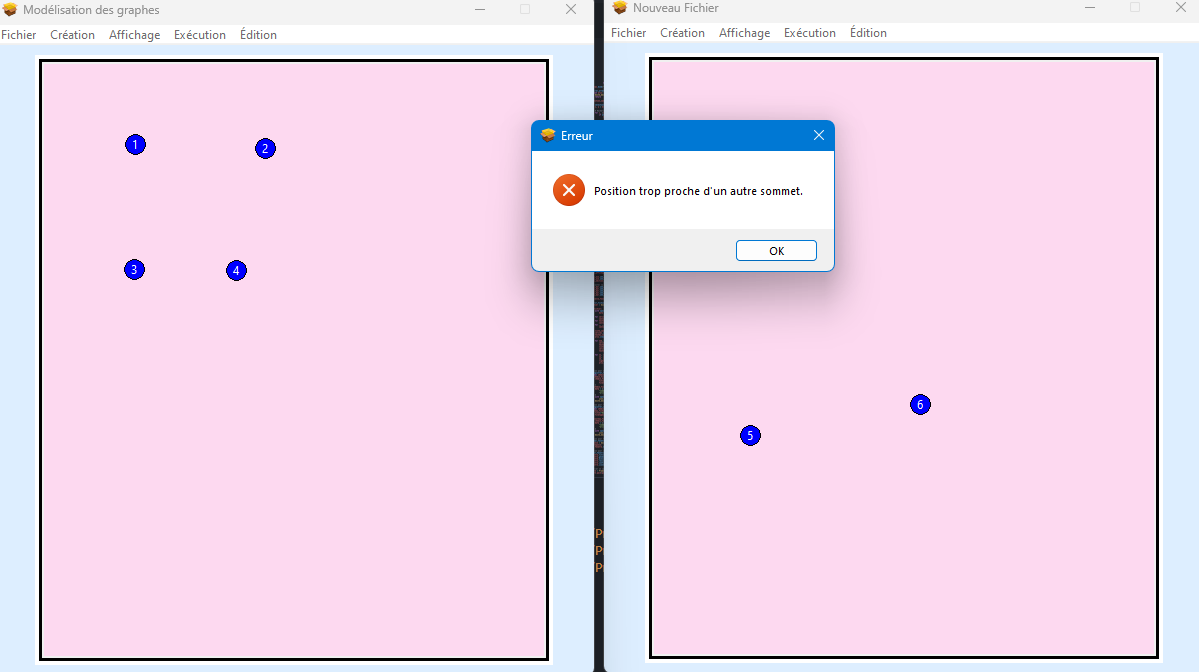 Modélisation des graphes
Fichier Création Affichage Exécution Édition
1
2
3
4
Nouveau Fichier
Fichier Création Affichage Exécution Édition
Erreur
Position trop proche d'un autre sommet.
OK
6
5